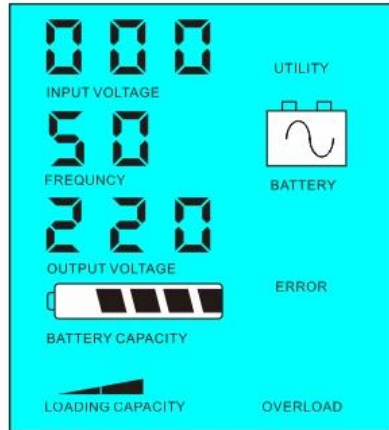 000
INPUT VOLTAGE
UTILITY
50
FREQUNCY
BATTERY
220
OUTPUT VOLTAGE
ERROR
BATTERY CAPACITY
LOADING CAPACITY
OVERLOAD